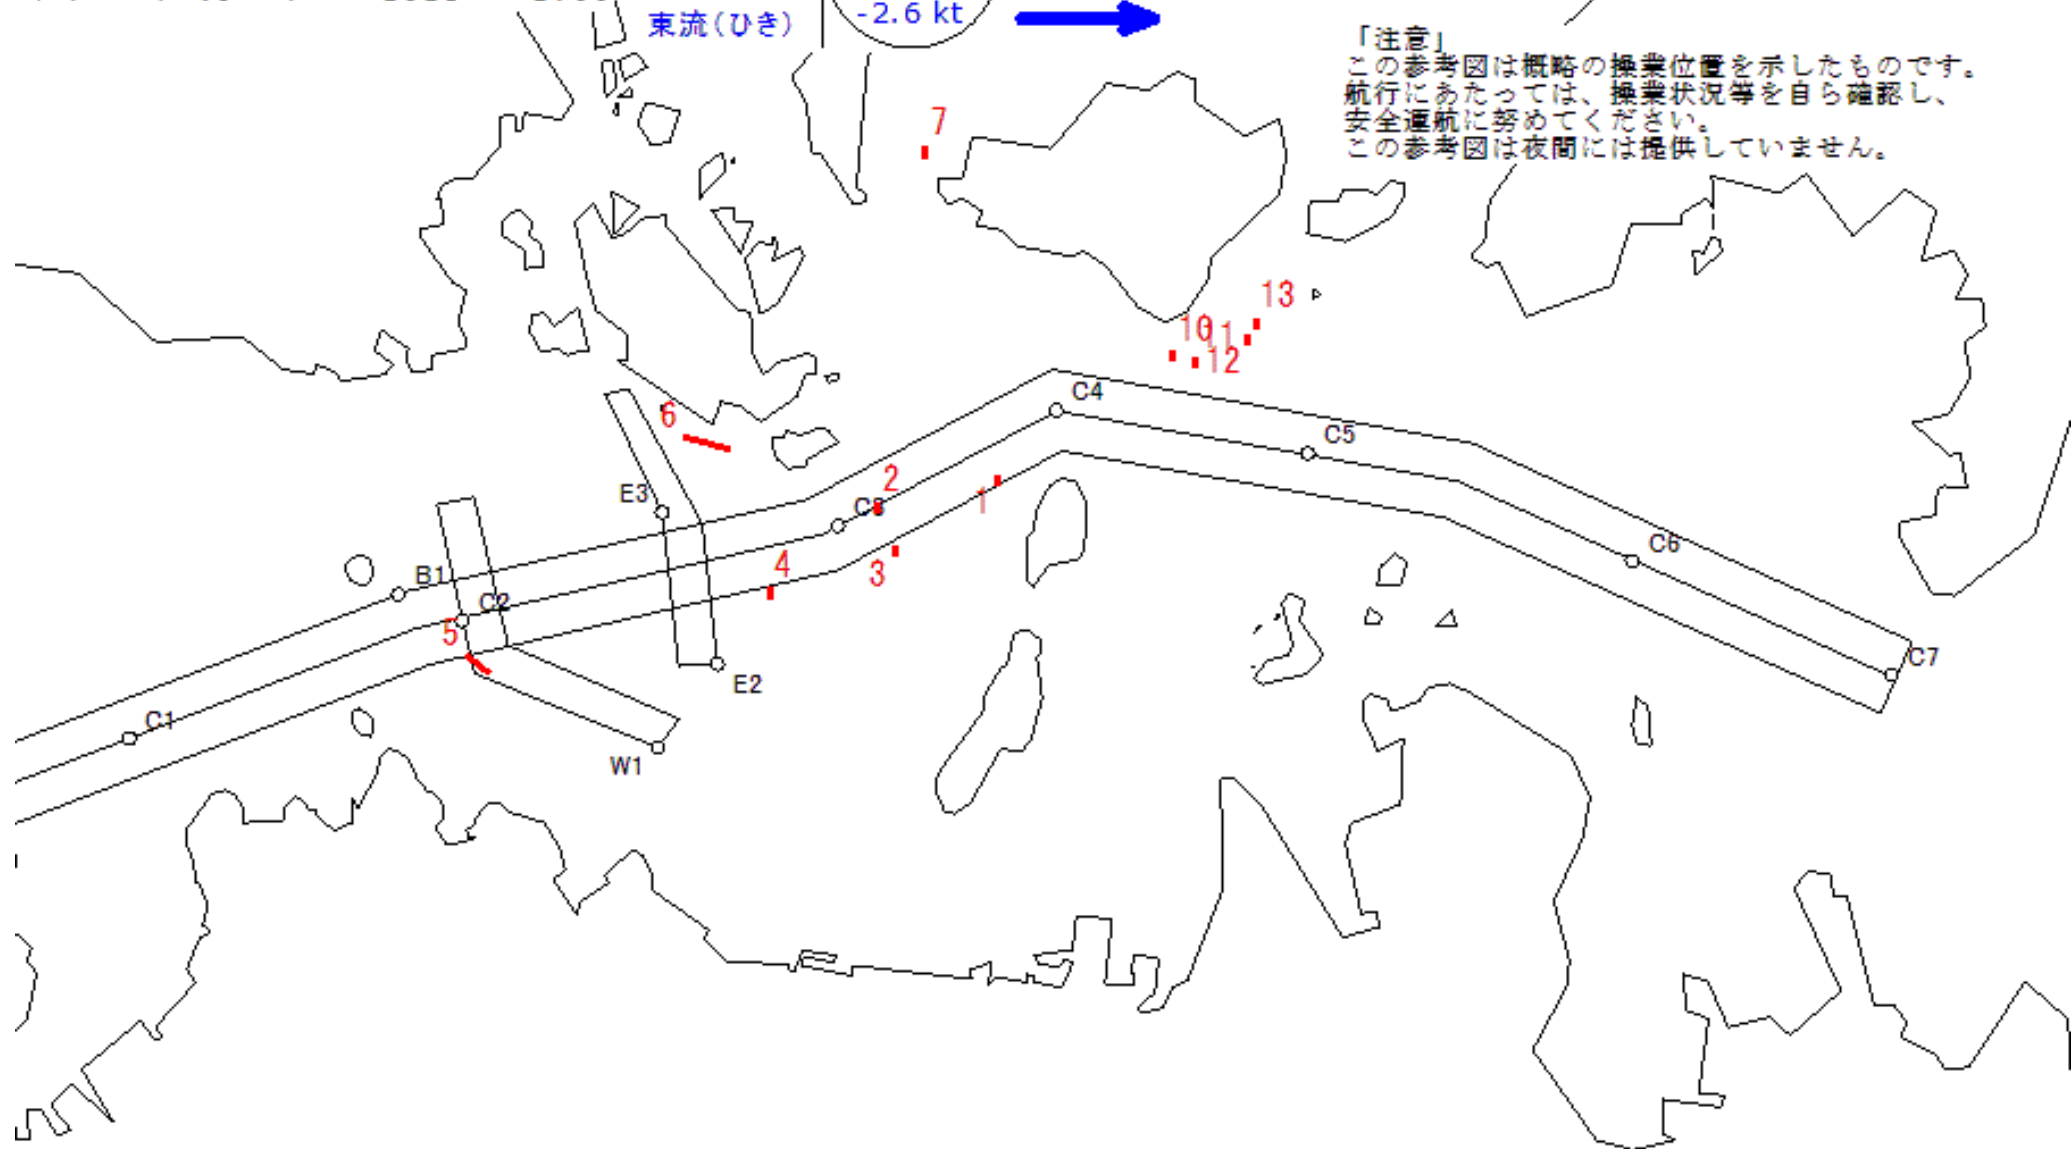 東流(ひき)
-2.6 kt
「注意」
この参考図は概略の操業位置を示したものです。
航行にあたっては、操業状況等を自ら確認し、
安全運航に努めてください。
この参考図は夜間には提供していません。
7
13
10
11
12
C4
6
C5
2
E3
1
C3
C6
4
3
B1
C2
5
C7
E2
C1
W1